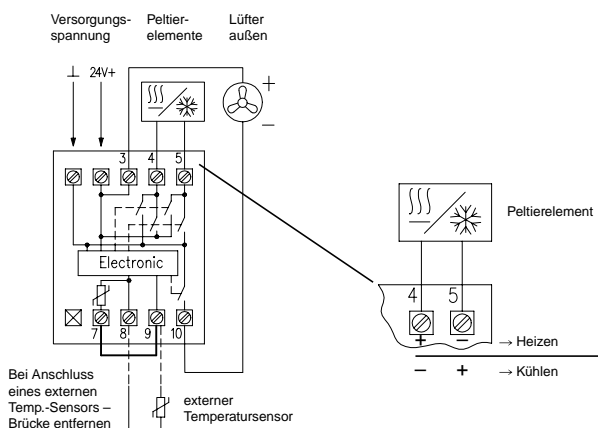 Versorgungs-
spannung
Peltier-
elemente
Lüfter
außen
⊥ 24V+
+
−
3 4 5
Electronic
7 8 9 10
Bei Anschluss
eines externen
Temp.-Sensors –
Brücke entfernen
externer
Temperatursensor
Peltierelement
4 5
+ − → Heizen
− + → Kühlen